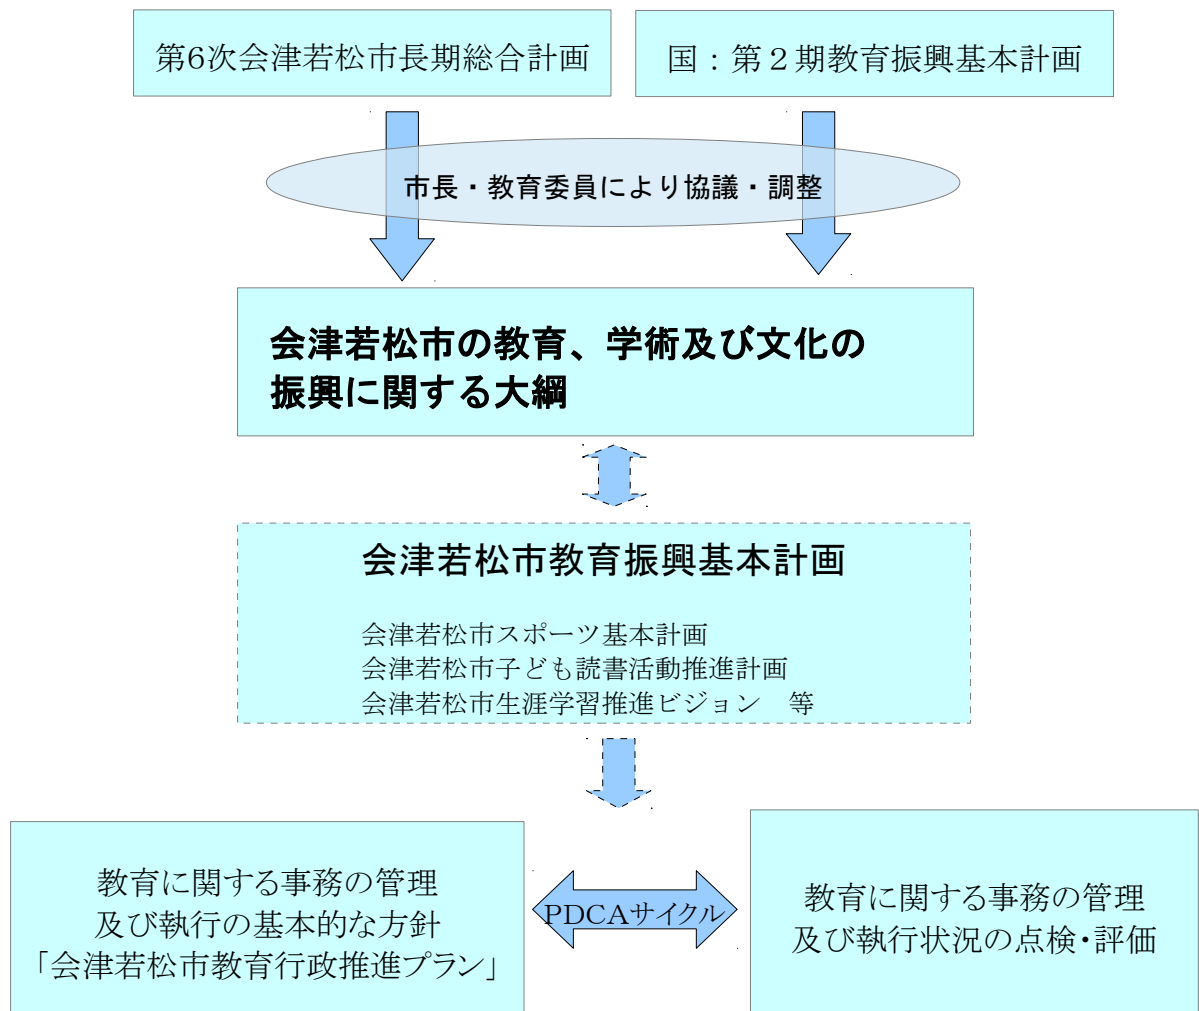 第6次会津若松市長期総合計画
国：第２期教育振興基本計画
市長・教育委員により協議・調整
会津若松市の教育、学術及び文化の
振興に関する大綱
会津若松市教育振興基本計画
会津若松市スポーツ基本計画
会津若松市子ども読書活動推進計画
会津若松市生涯学習推進ビジョン　等
教育に関する事務の管理
及び執行の基本的な方針
「会津若松市教育行政推進プラン」
PDCAサイクル
教育に関する事務の管理
及び執行状況の点検・評価